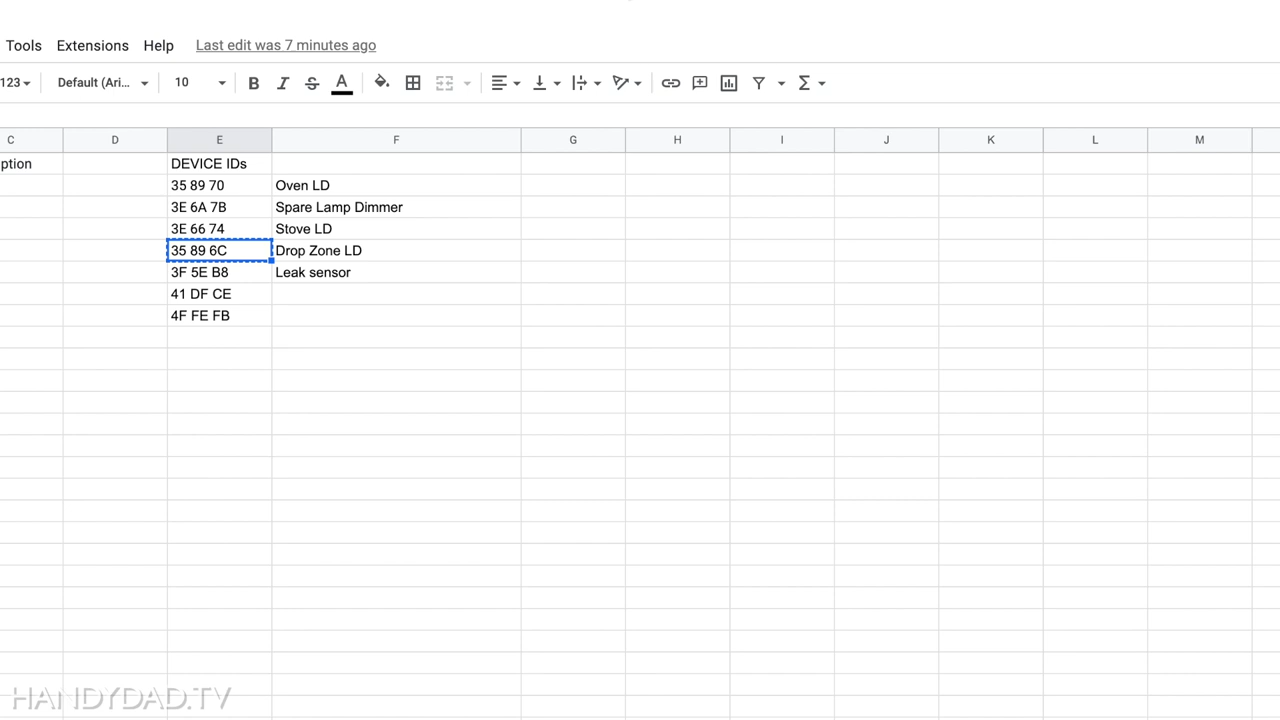 Tools Extensions Help Last edit was 7 minutes ago
123 Default (Ari... 10 B I S A Σ
C D E F G H I J K L M
ption DEVICE IDs
35 89 70 Oven LD
3E 6A 7B Spare Lamp Dimmer
3E 66 74 Stove LD
35 89 6C Drop Zone LD
3F 5E B8 Leak sensor
41 DF CE
4F FE FB
HANDYDAD.TV